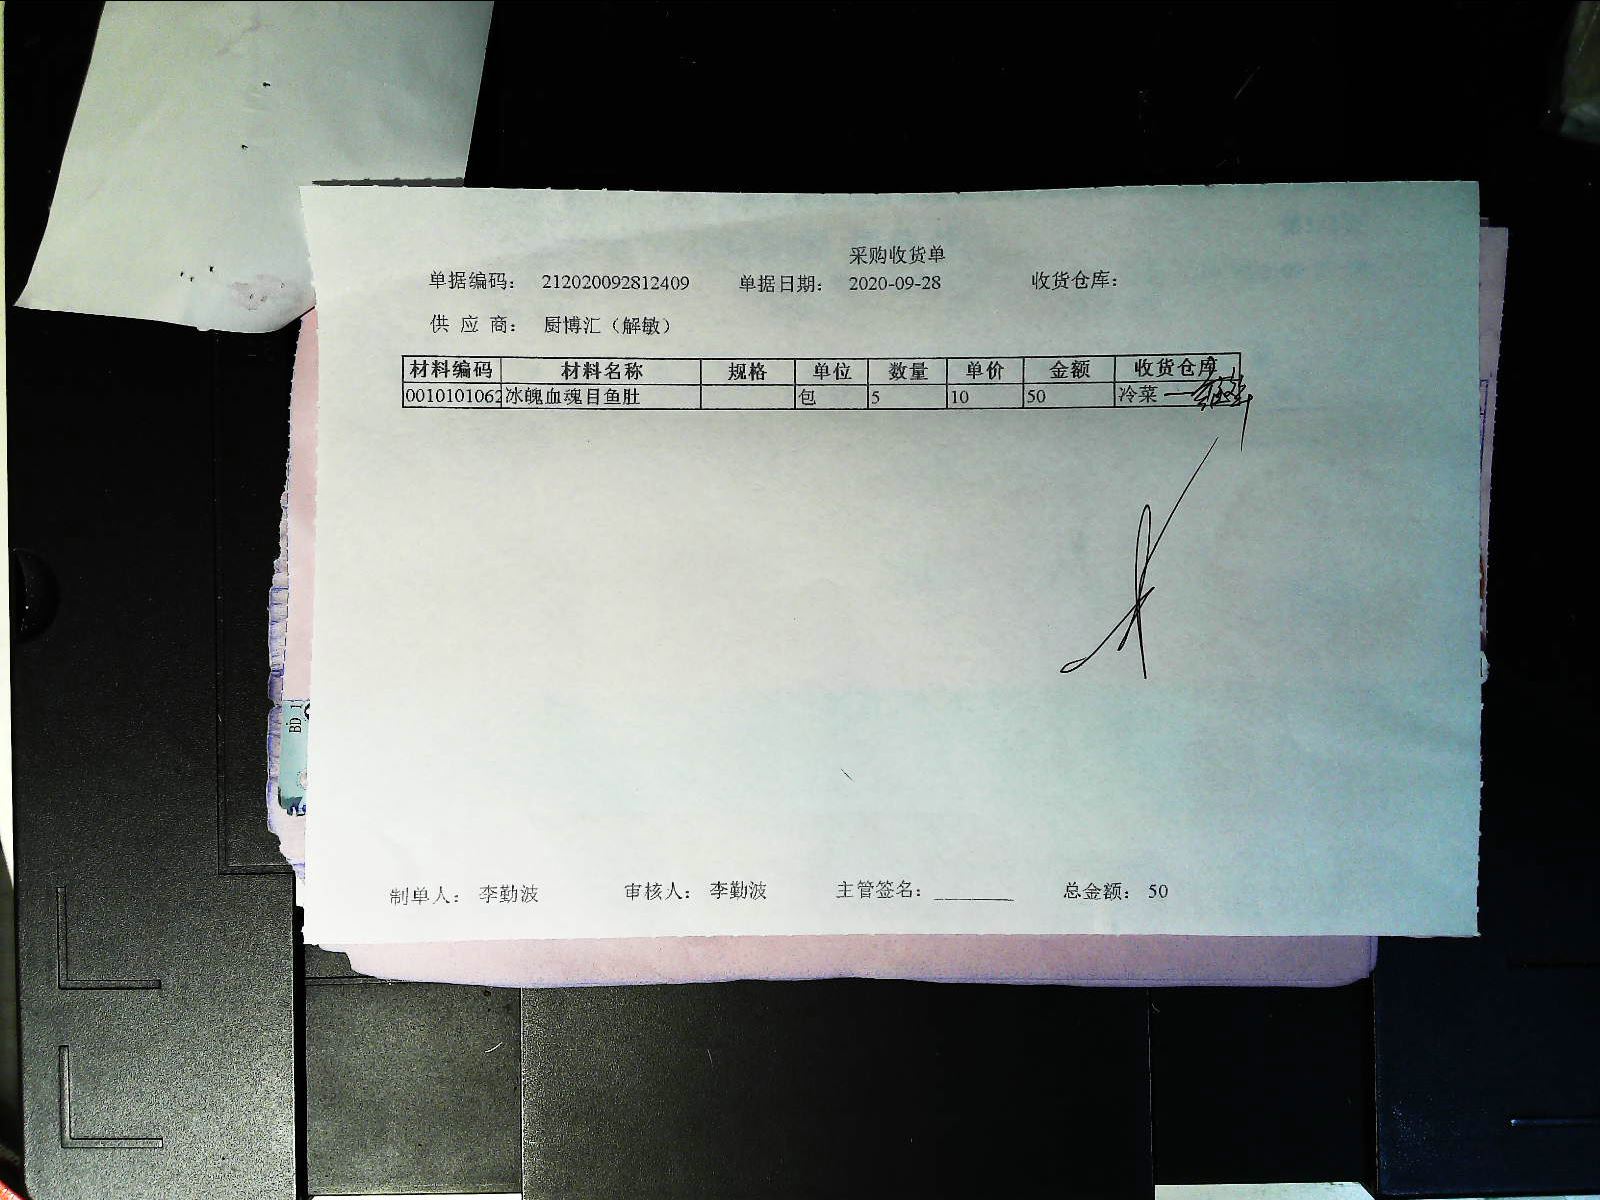 采购收货单
单据编码： 212020092812409 单据日期： 2020-09-28 收货仓库：
供 应 商： 厨博汇（解敏）
材料编码 材料名称 规格 单位 数量 单价 金额 收货仓库
0010101062 冰魄血魂目鱼肚 包 5 10 50 冷菜
制单人： 李勤波 审核人： 李勤波 主管签名： ________ 总金额： 50
BD 1